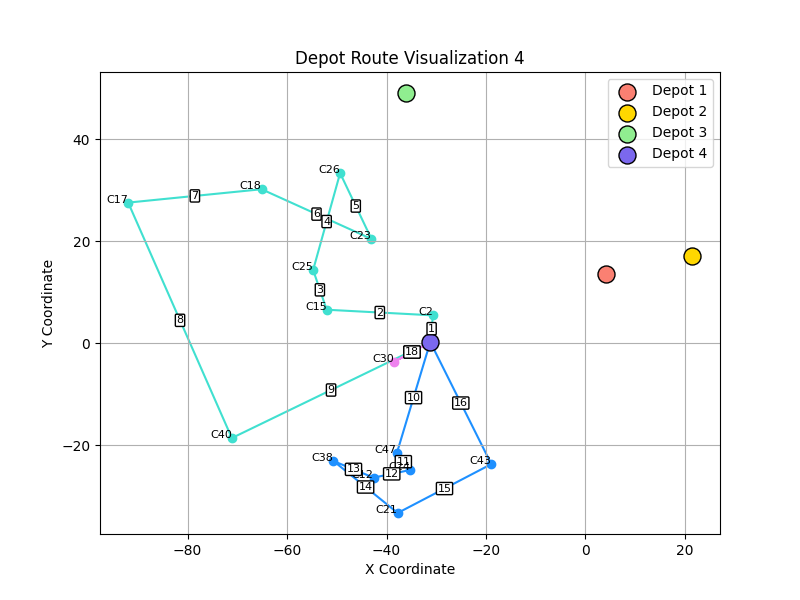 Depot Route Visualization 4
Depot 1
Depot 2
Depot 3
Depot 4
40
20
0
−20
−80
−60
−40
−20
0
20
X Coordinate
Y Coordinate
C26
C17
7
C18
5
6
4
C23
C25
3
C15
2
C2
8
1
18
C30
9
10
16
C40
C47
C38
11
13
12
C43
14
15
C21